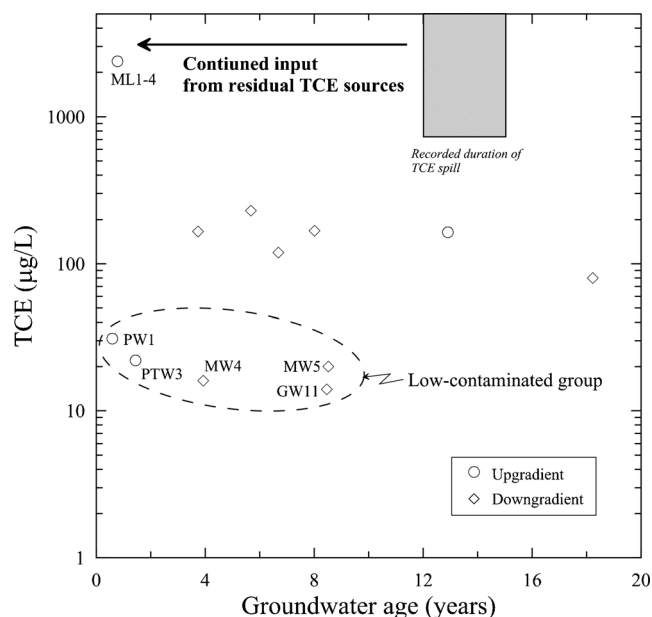 ML1-4
Contiuned input
from residual TCE sources
Recorded duration of
TCE spill
1000
100
10
1
TCE (µg/L)
PW1
PTW3
MW4
MW5
GW11
Low-contaminated group
Upgradient
Downgradient
0 4 8 12 16 20
Groundwater age (years)